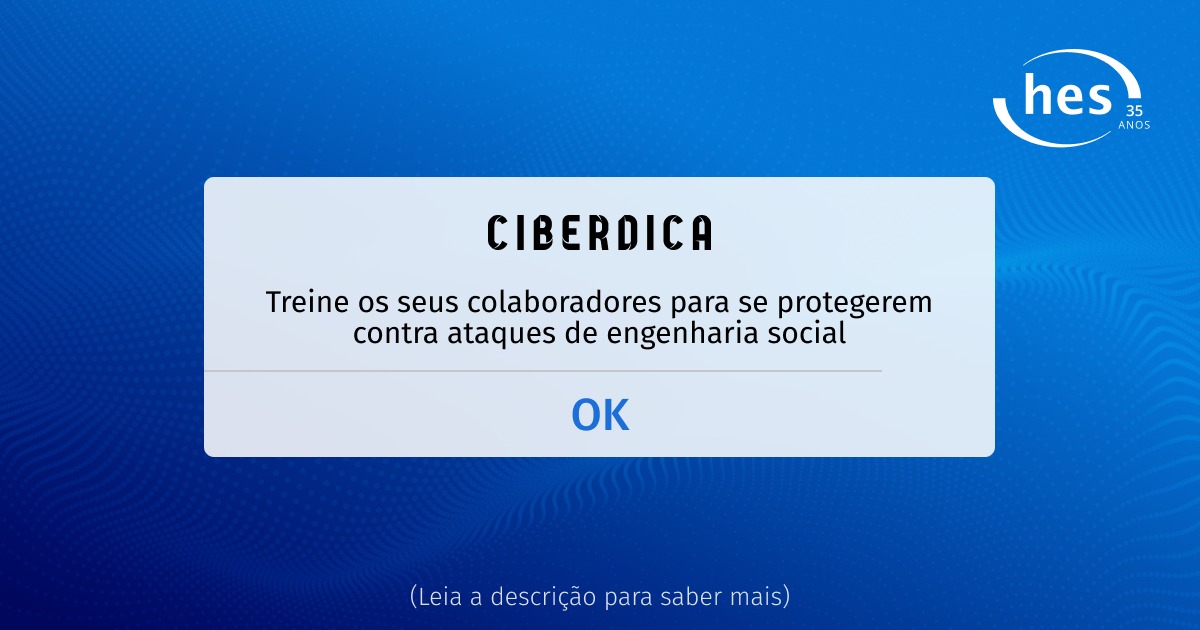 hes
35
ANOS
CIBERDICA
Treine os seus colaboradores para se protegerem
contra ataques de engenharia social
OK
(Leia a descrição para saber mais)